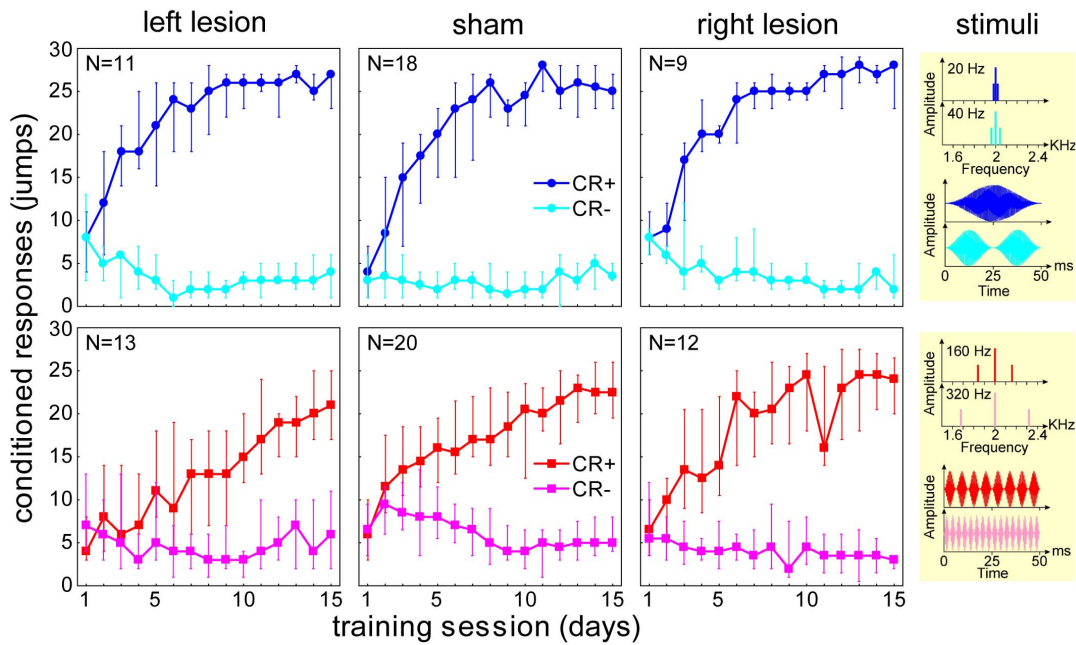 left lesion
sham
right lesion
stimuli
conditioned responses (jumps)
30
25
20
15
10
5
0
N=11
N=18
CR+
CR-
N=9
Amplitude
20 Hz
40 Hz
KHz
1.6
2
2.4
Frequency
Amplitude
ms
0
25
50
Time
30
25
20
15
10
5
0
N=13
1
5
10
15
N=20
CR+
CR-
1
5
10
15
N=12
1
5
10
15
training session (days)
Amplitude
160 Hz
320 Hz
KHz
1.6
2
2.4
Frequency
Amplitude
ms
0
25
50
Time